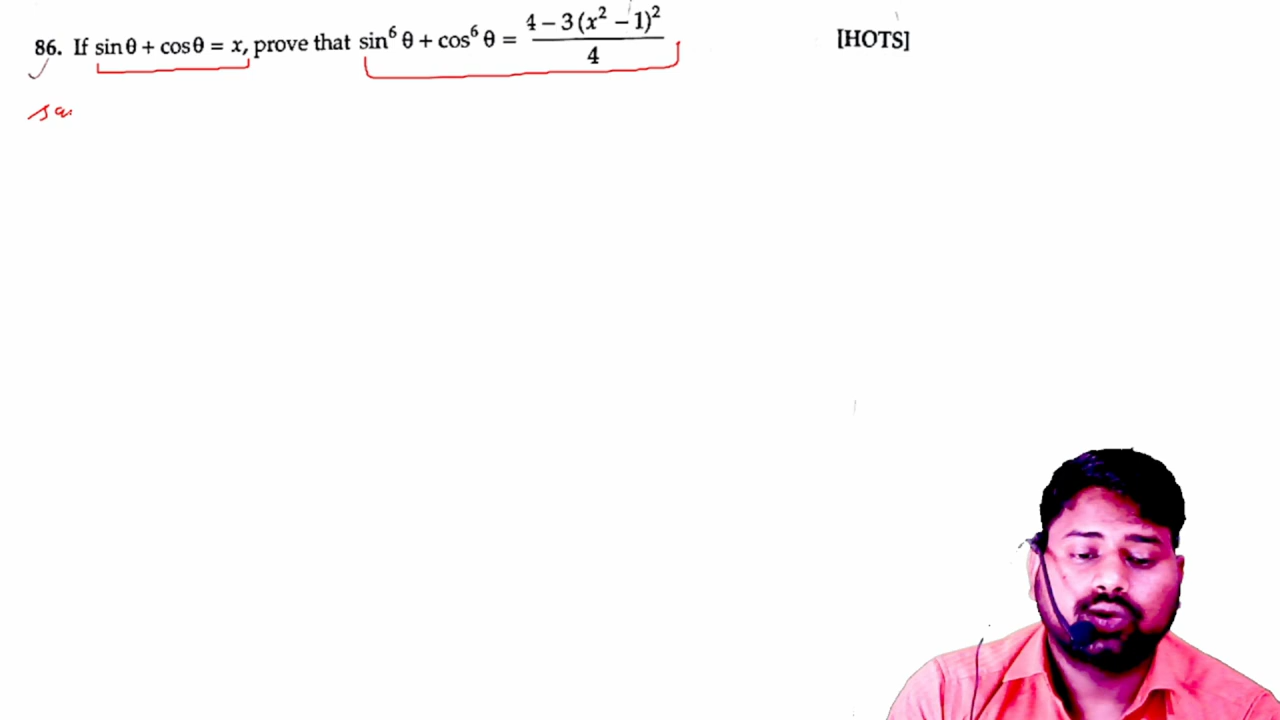 86. If sin θ + cos θ = x, prove that sin⁶ θ + cos⁶ θ = (4 − 3(x² − 1)²)/4 [HOTS]